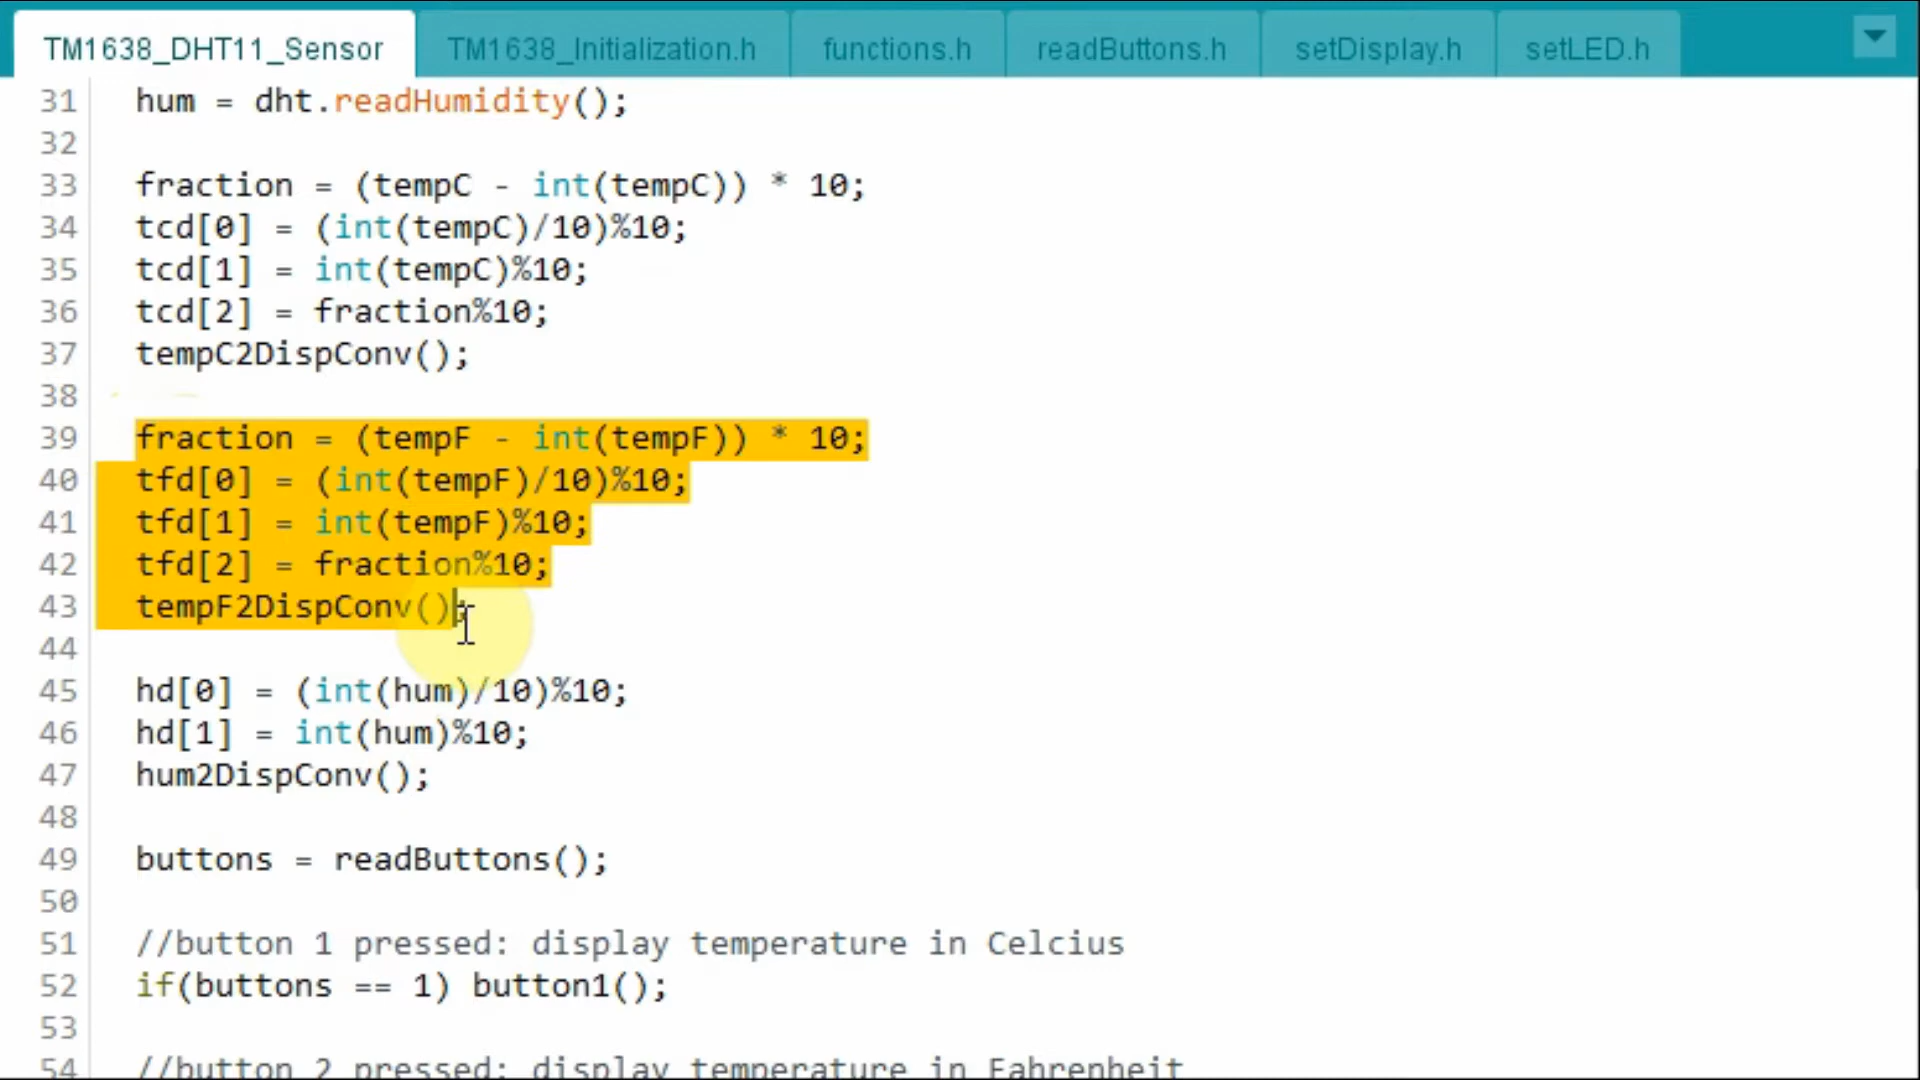 TM1638_DHT11_Sensor TM1638_Initialization.h functions.h readButtons.h setDisplay.h setLED.h
31 hum = dht.readHumidity();
32
33 fraction = (tempC - int(tempC)) * 10;
34 tcd[0] = (int(tempC)/10)%10;
35 tcd[1] = int(tempC)%10;
36 tcd[2] = fraction%10;
37 tempC2DispConv();
38
39 fraction = (tempF - int(tempF)) * 10;
40 tfd[0] = (int(tempF)/10)%10;
41 tfd[1] = int(tempF)%10;
42 tfd[2] = fraction%10;
43 tempF2DispConv();
44
45 hd[0] = (int(hum)/10)%10;
46 hd[1] = int(hum)%10;
47 hum2DispConv();
48
49 buttons = readButtons();
50
51 //button 1 pressed: display temperature in Celcius
52 if(buttons == 1) button1();
53
54 //button 2 pressed: display temperature in Fahrenheit